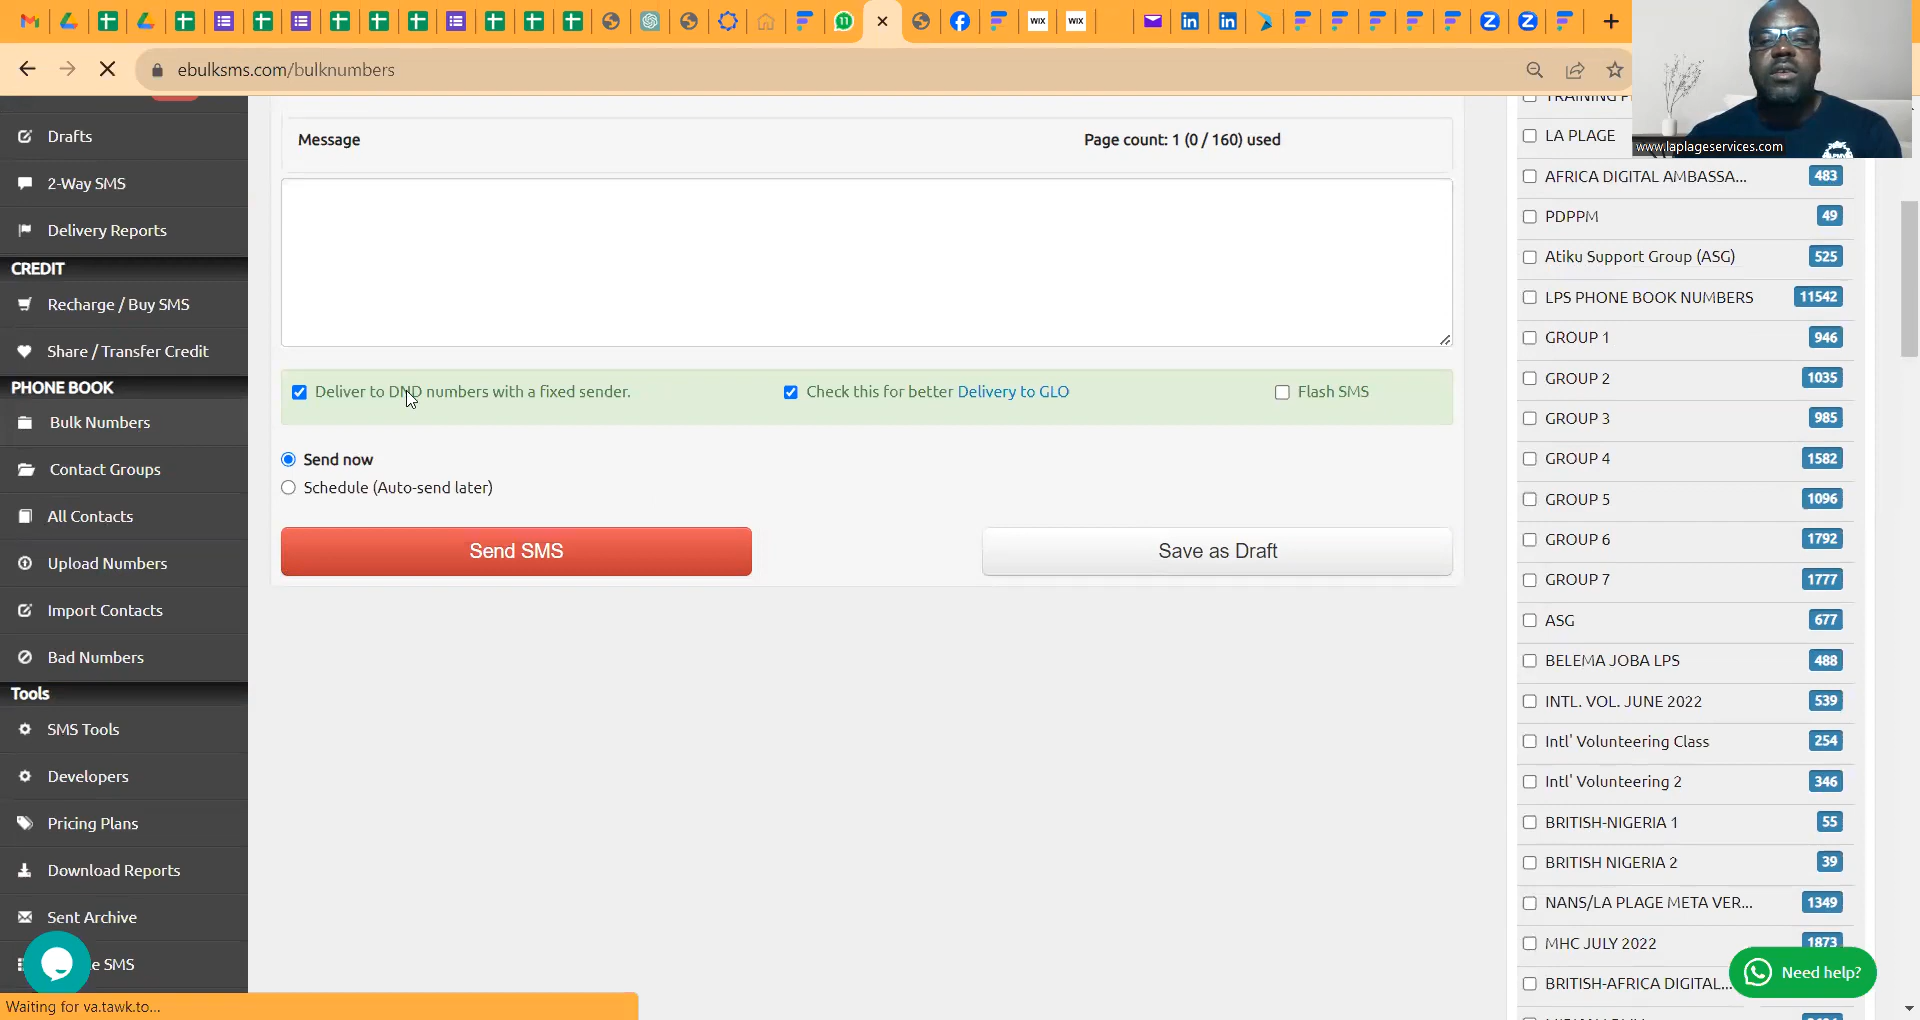 11
WIX
WIX
ebulksms.com/bulknumbers
www.laplageservices.com
Drafts
2-Way SMS
Delivery Reports
CREDIT
Recharge / Buy SMS
Share / Transfer Credit
PHONE BOOK
Bulk Numbers
Contact Groups
All Contacts
Upload Numbers
Import Contacts
Bad Numbers
Tools
SMS Tools
Developers
Pricing Plans
Download Reports
Sent Archive
SMS
Waiting for va.tawk.to...
Message
Page count: 1 (0 / 160) used
Deliver to DND numbers with a fixed sender.
Check this for better Delivery to GLO
Flash SMS
Send now
Schedule (Auto-send later)
Send SMS
Save as Draft
LA PLAGE
AFRICA DIGITAL AMBASSA... 483
PDPPM 49
Atiku Support Group (ASG) 525
LPS PHONE BOOK NUMBERS 11542
GROUP 1 946
GROUP 2 1035
GROUP 3 985
GROUP 4 1582
GROUP 5 1096
GROUP 6 1792
GROUP 7 1777
ASG 677
BELEMA JOBA LPS 488
INTL. VOL. JUNE 2022 539
Intl' Volunteering Class 254
Intl' Volunteering 2 346
BRITISH-NIGERIA 1 55
BRITISH NIGERIA 2 39
NANS/LA PLAGE META VER... 1349
MHC JULY 2022 1873
BRITISH-AFRICA DIGITAL...
Need help?